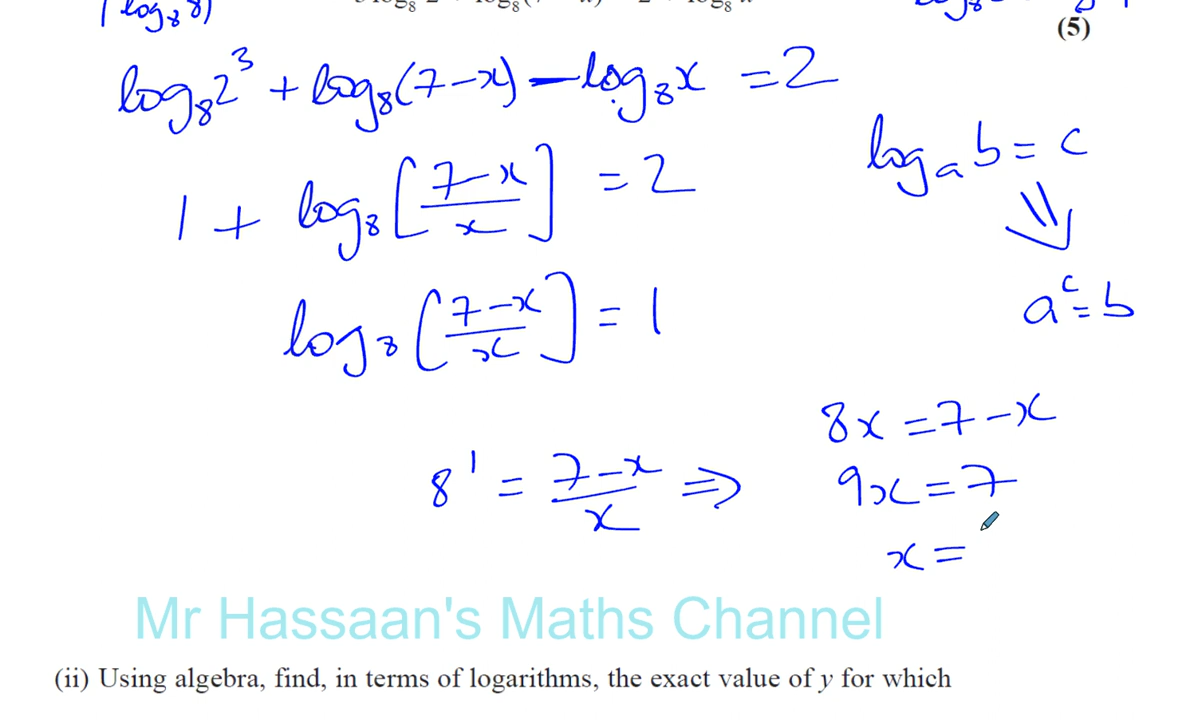 (log₈8)
(5)
log₈2³ + log₈(7-x) - log₈x = 2
logₐb = c
1 + log₈[7-x/x] = 2
⇓
aᶜ = b
log₈[7-x/x] = 1
8x = 7-x
8¹ = 7-x/x ⇒
9x = 7
x =
Mr Hassaan's Maths Channel
(ii) Using algebra, find, in terms of logarithms, the exact value of y for which